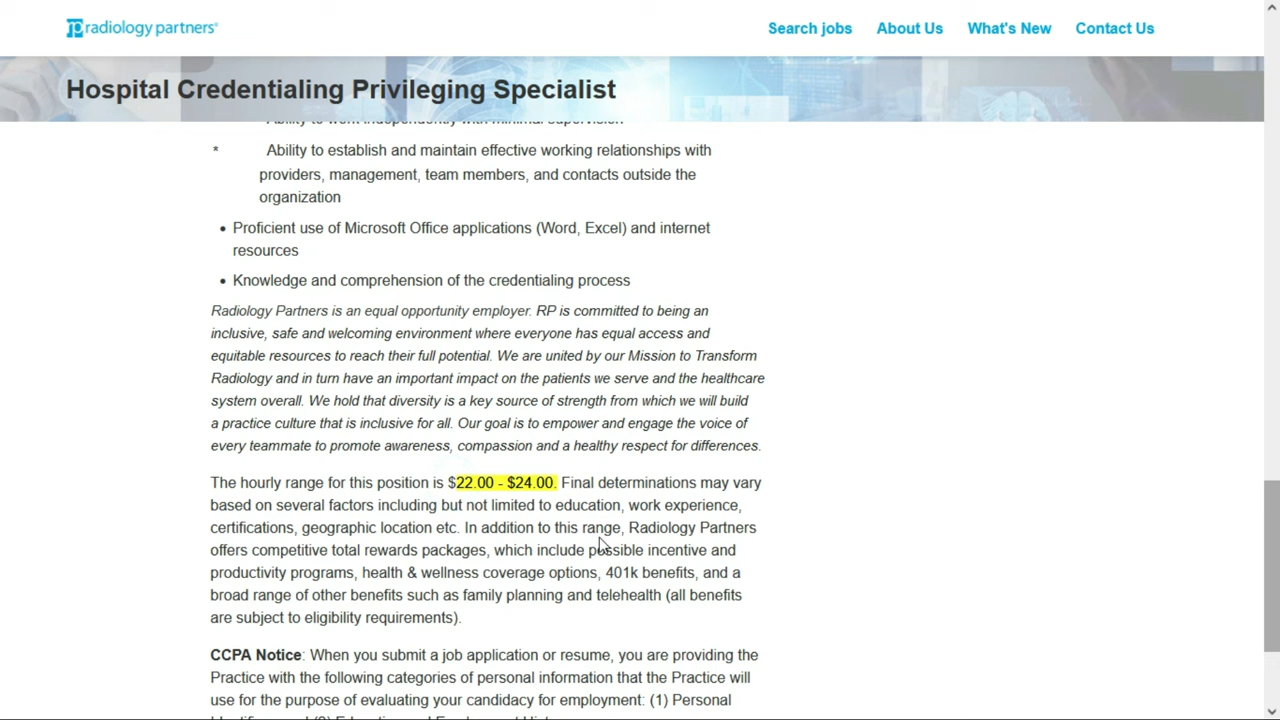 radiology partners
Search jobs
About Us
What's New
Contact Us
Hospital Credentialing Privileging Specialist
Ability to work independently with minimal supervision
* Ability to establish and maintain effective working relationships with
providers, management, team members, and contacts outside the
organization
• Proficient use of Microsoft Office applications (Word, Excel) and internet
resources
• Knowledge and comprehension of the credentialing process
Radiology Partners is an equal opportunity employer. RP is committed to being an
inclusive, safe and welcoming environment where everyone has equal access and
equitable resources to reach their full potential. We are united by our Mission to Transform
Radiology and in turn have an important impact on the patients we serve and the healthcare
system overall. We hold that diversity is a key source of strength from which we will build
a practice culture that is inclusive for all. Our goal is to empower and engage the voice of
every teammate to promote awareness, compassion and a healthy respect for differences.
The hourly range for this position is $22.00 - $24.00. Final determinations may vary
based on several factors including but not limited to education, work experience,
certifications, geographic location etc. In addition to this range, Radiology Partners
offers competitive total rewards packages, which include possible incentive and
productivity programs, health & wellness coverage options, 401k benefits, and a
broad range of other benefits such as family planning and telehealth (all benefits
are subject to eligibility requirements).
CCPA Notice: When you submit a job application or resume, you are providing the
Practice with the following categories of personal information that the Practice will
use for the purpose of evaluating your candidacy for employment: (1) Personal